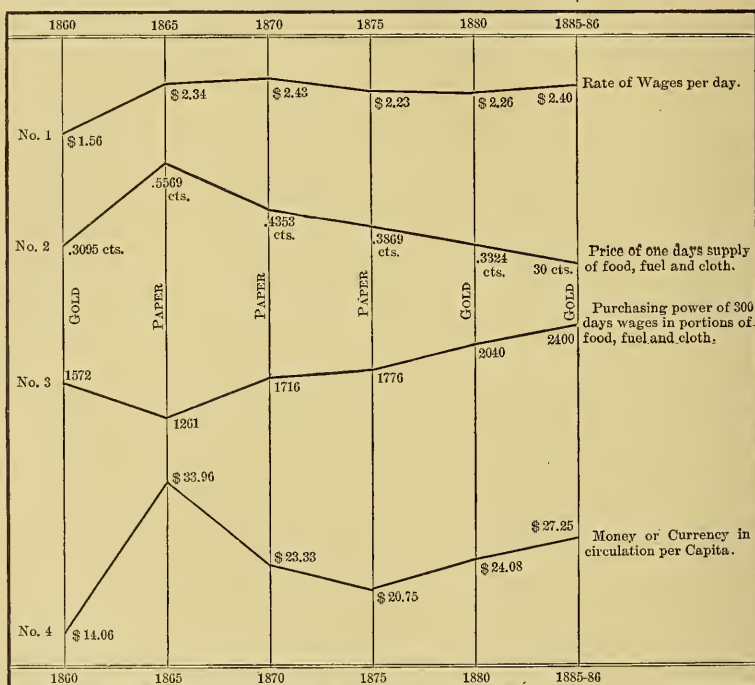 1860 1865 1870 1875 1880 1885-86
Rate of Wages per day.
$2.34 $2.43 $2.23 $2.26 $2.40
No. 1 $1.56
.5569
cts.
.4353
cts.
No. 2 .3095 cts.
.3869
cts.
.3324
cts.
30 cts.
Price of one days supply
of food, fuel and cloth.
GOLD PAPER PAPER PAPER GOLD GOLD
Purchasing power of 300
days wages in portions of
food, fuel and cloth.
No. 3 1572 1261 1716 1776 2040 2400
$33.96
$23.33
$20.75
$24.08
$27.25
Money or Currency in
circulation per Capita.
No. 4 $14.06
1860 1865 1870 1875 1880 1885-86